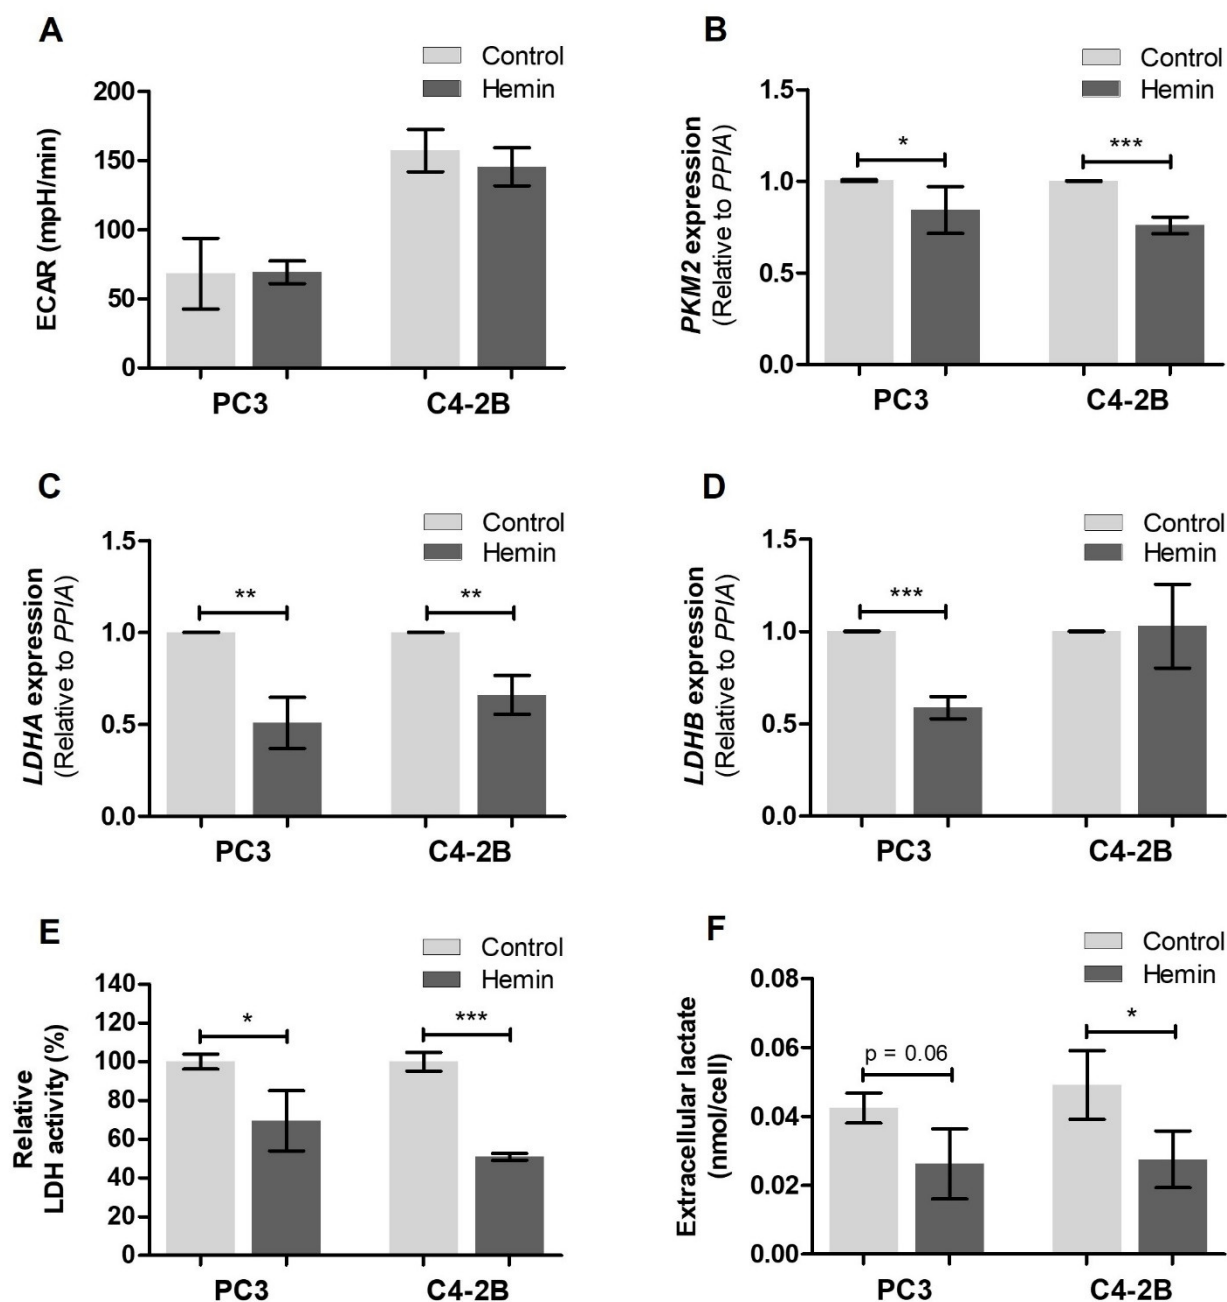 A
Control
Hemin
ECAR (mpH/min)
200
150
100
50
0
PC3
C4-2B
B
Control
Hemin
PKM2 expression
(Relative to PPIA)
1.5
1.0
0.5
0.0
*
***
PC3
C4-2B
C
Control
Hemin
LDHA expression
(Relative to PPIA)
1.5
1.0
0.5
0.0
**
**
PC3
C4-2B
D
Control
Hemin
LDHB expression
(Relative to PPIA)
1.5
1.0
0.5
0.0
***
PC3
C4-2B
E
Control
Hemin
Relative
LDH activity (%)
140
120
100
80
60
40
20
0
*
***
PC3
C4-2B
F
Control
Hemin
Extracellular lactate
(nmol/cell)
0.08
0.06
0.04
0.02
0.00
p = 0.06
*
PC3
C4-2B